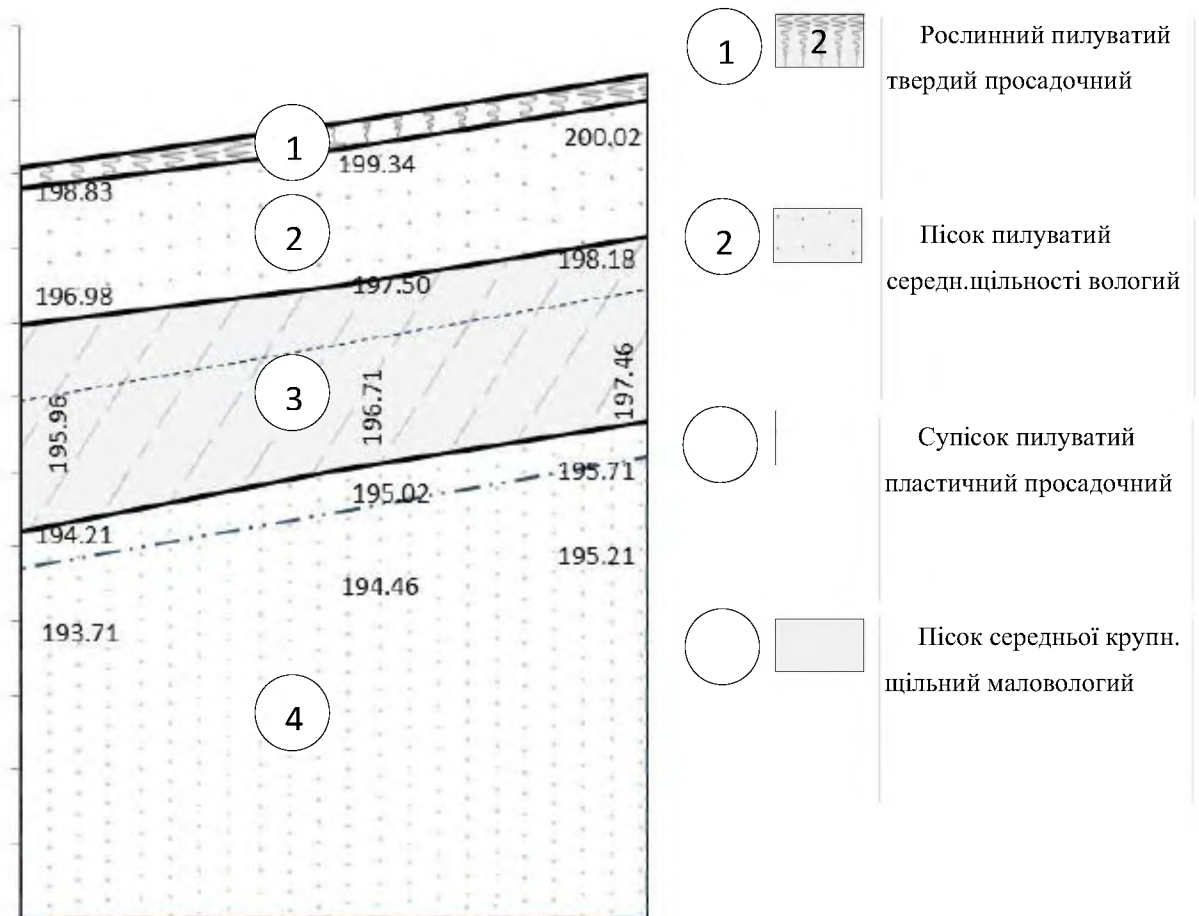 1
2
Рослинний пилуватий
твердий просадочний
2
Пісок пилуватий
середн.щільності вологий
Супісок пилуватий
пластичний просадочний
Пісок середньої крупн.
щільний маловологий
1
198.83
199.34
200.02
2
196.98
197.50
198.18
3
195.96
196.71
197.46
194.21
195.02
195.71
193.71
194.46
195.21
4